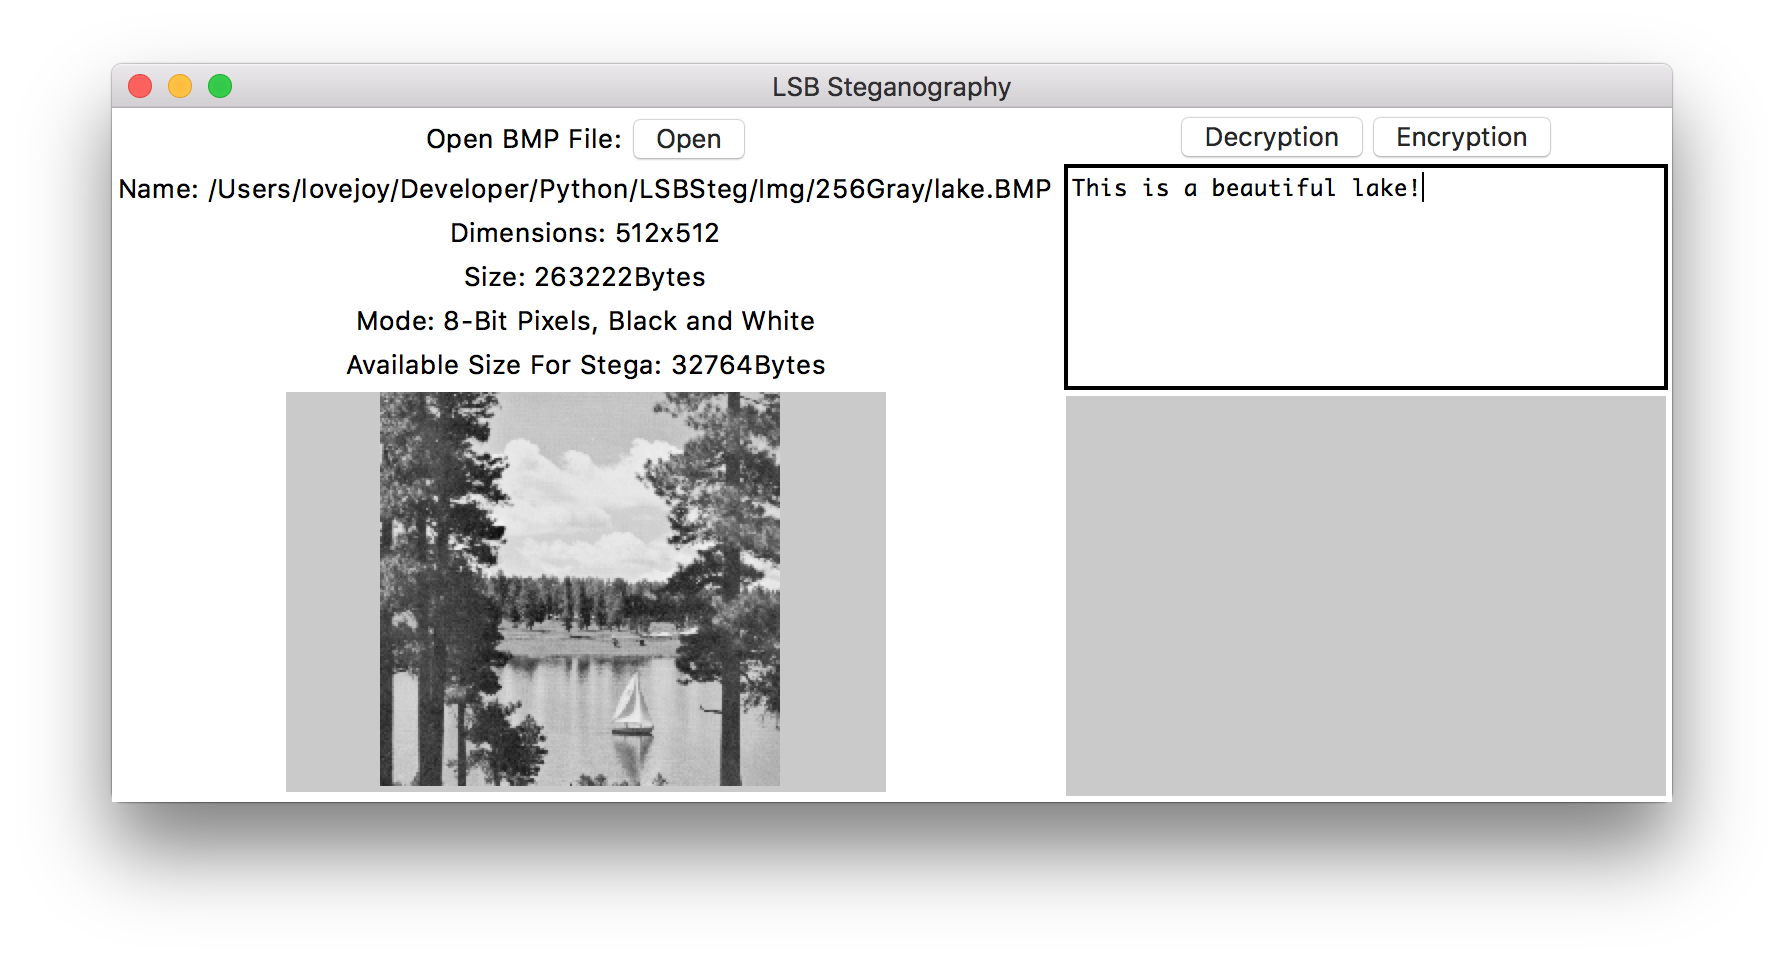 LSB Steganography
Open BMP File: Open
Name: /Users/lovejoy/Developer/Python/LSBSteg/Img/256Gray/lake.BMP
Dimensions: 512x512
Size: 263222Bytes
Mode: 8-Bit Pixels, Black and White
Available Size For Stega: 32764Bytes
Decryption Encryption
This is a beautiful lake!